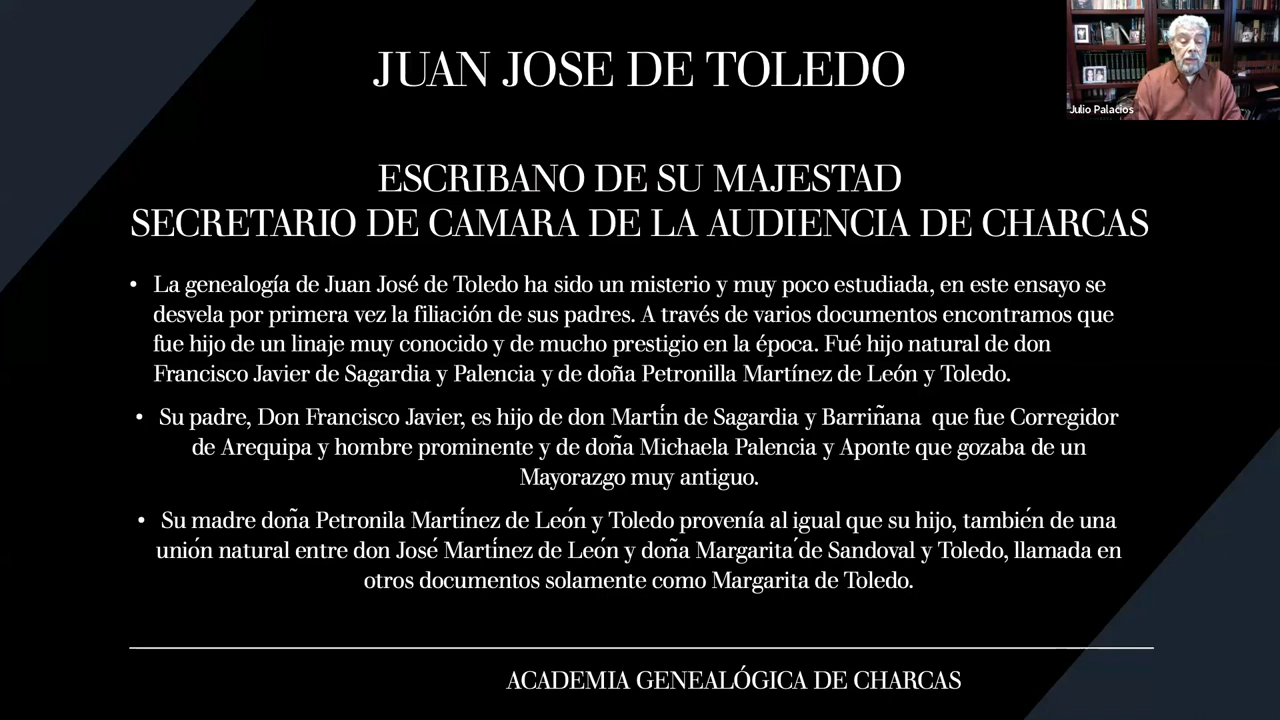 JUAN JOSE DE TOLEDO
Julio Palacios
ESCRIBANO DE SU MAJESTAD
SECRETARIO DE CAMARA DE LA AUDIENCIA DE CHARCAS
• La genealogía de Juan José de Toledo ha sido un misterio y muy poco estudiada, en este ensayo se
desvela por primera vez la filiación de sus padres. A través de varios documentos encontramos que
fue hijo de un linaje muy conocido y de mucho prestigio en la época. Fué hijo natural de don
Francisco Javier de Sagardia y Palencia y de doña Petronilla Martínez de León y Toledo.
• Su padre, Don Francisco Javier, es hijo de don Martín de Sagardia y Barriñana que fue Corregidor
de Arequipa y hombre prominente y de doña Michaela Palencia y Aponte que gozaba de un
Mayorazgo muy antiguo.
• Su madre doña Petronila Martínez de León y Toledo provenía al igual que su hijo, también de una
unión natural entre don José Martínez de León y doña Margarita ́de Sandoval y Toledo, llamada en
otros documentos solamente como Margarita de Toledo.
ACADEMIA GENEALÓGICA DE CHARCAS